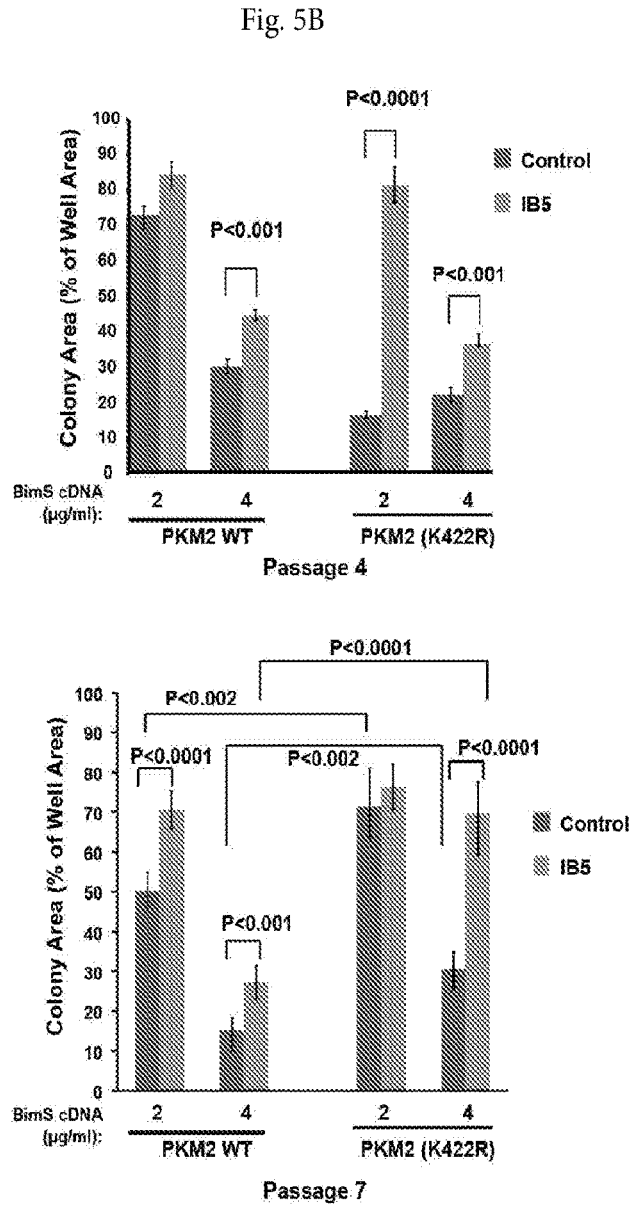 Fig. 5B
P<0.0001
100
90
80
70
60
50
40
30
20
10
0
Colony Area (% of Well Area)
Control
IB5
P<0.001
P<0.001
BimS cDNA
(µg/ml):
2 4 2 4
PKM2 WT PKM2 (K422R)
Passage 4
P<0.0001
100
90
80
70
60
50
40
30
20
10
0
Colony Area (% of Well Area)
P<0.002
P<0.0001
P<0.002
P<0.0001
Control
IB5
P<0.001
BimS cDNA
(µg/ml):
2 4 2 4
PKM2 WT PKM2 (K422R)
Passage 7